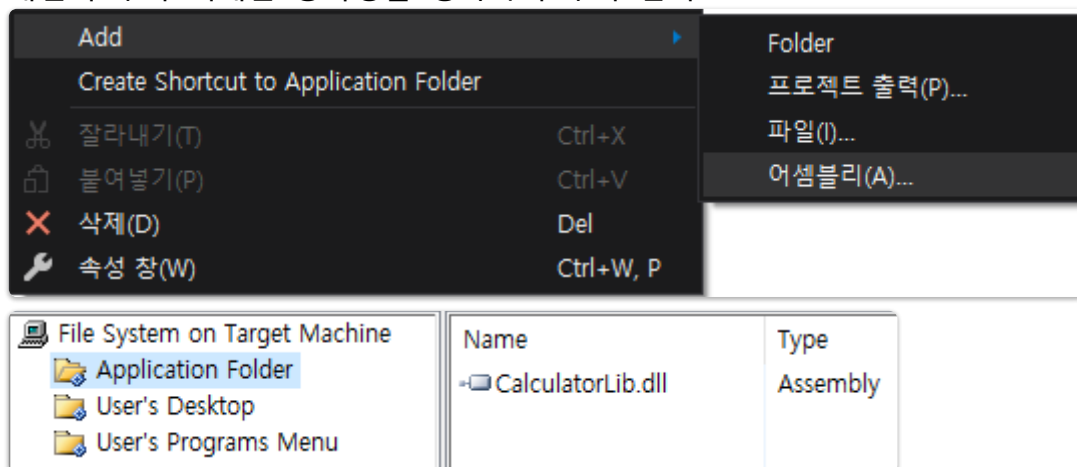 Add
Folder
Create Shortcut to Application Folder
프로젝트 출력(P)...
잘라내기(T) Ctrl+X
파일(I)...
붙여넣기(P) Ctrl+V
어셈블리(A)...
삭제(D) Del
속성 창(W) Ctrl+W, P
File System on Target Machine
Application Folder
User's Desktop
User's Programs Menu
Name Type
CalculatorLib.dll Assembly